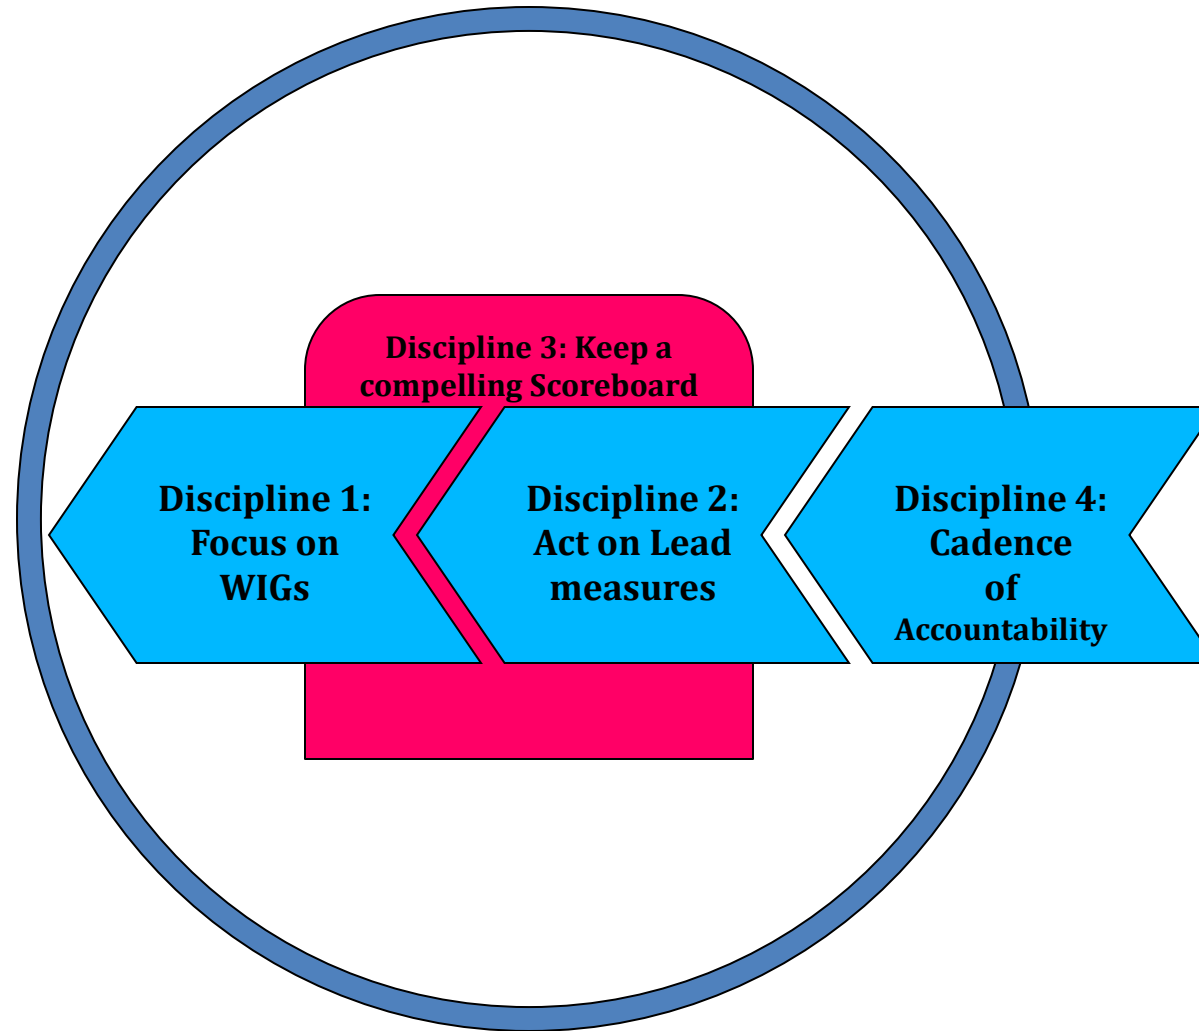 Discipline 3: Keep a
compelling Scoreboard
Discipline 1:
Focus on
WIGs
Discipline 2:
Act on Lead
measures
Discipline 4:
Cadence
of
Accountability